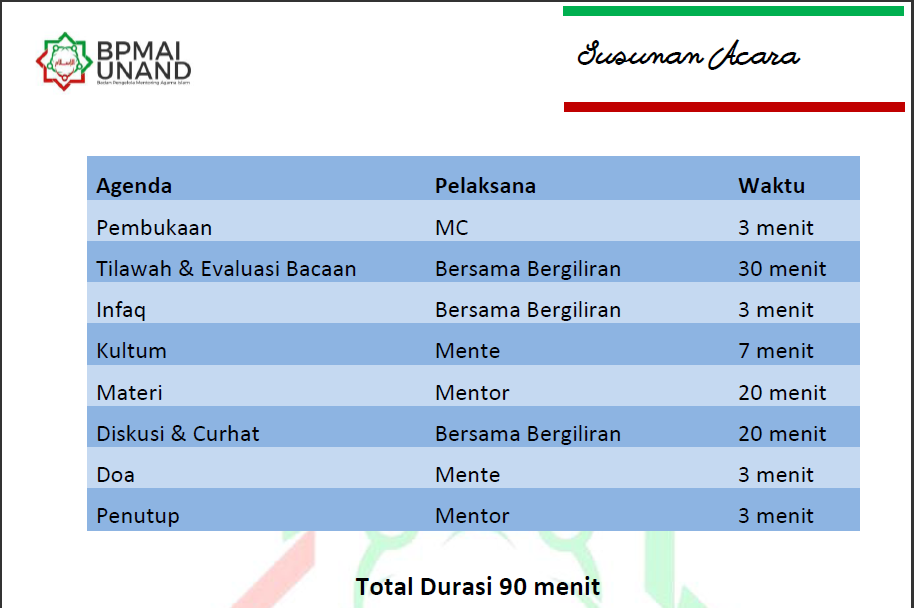 BPMAI
UNAND
Badan Pengelola Mentoring Agama Islam
Susunan Acara
Agenda Pelaksana Waktu
Pembukaan MC 3 menit
Tilawah & Evaluasi Bacaan Bersama Bergiliran 30 menit
Infaq Bersama Bergiliran 3 menit
Kultum Mente 7 menit
Materi Mentor 20 menit
Diskusi & Curhat Bersama Bergiliran 20 menit
Doa Mente 3 menit
Penutup Mentor 3 menit
Total Durasi 90 menit